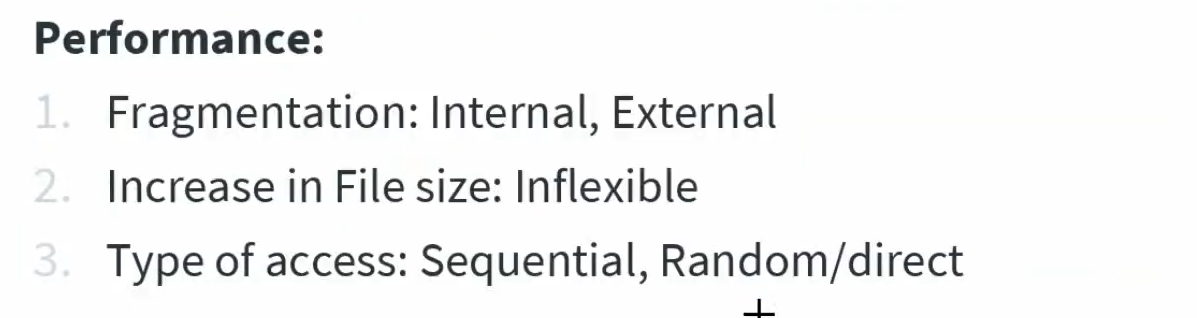 Performance:
1. Fragmentation: Internal, External
2. Increase in File size: Inflexible
3. Type of access: Sequential, Random/direct